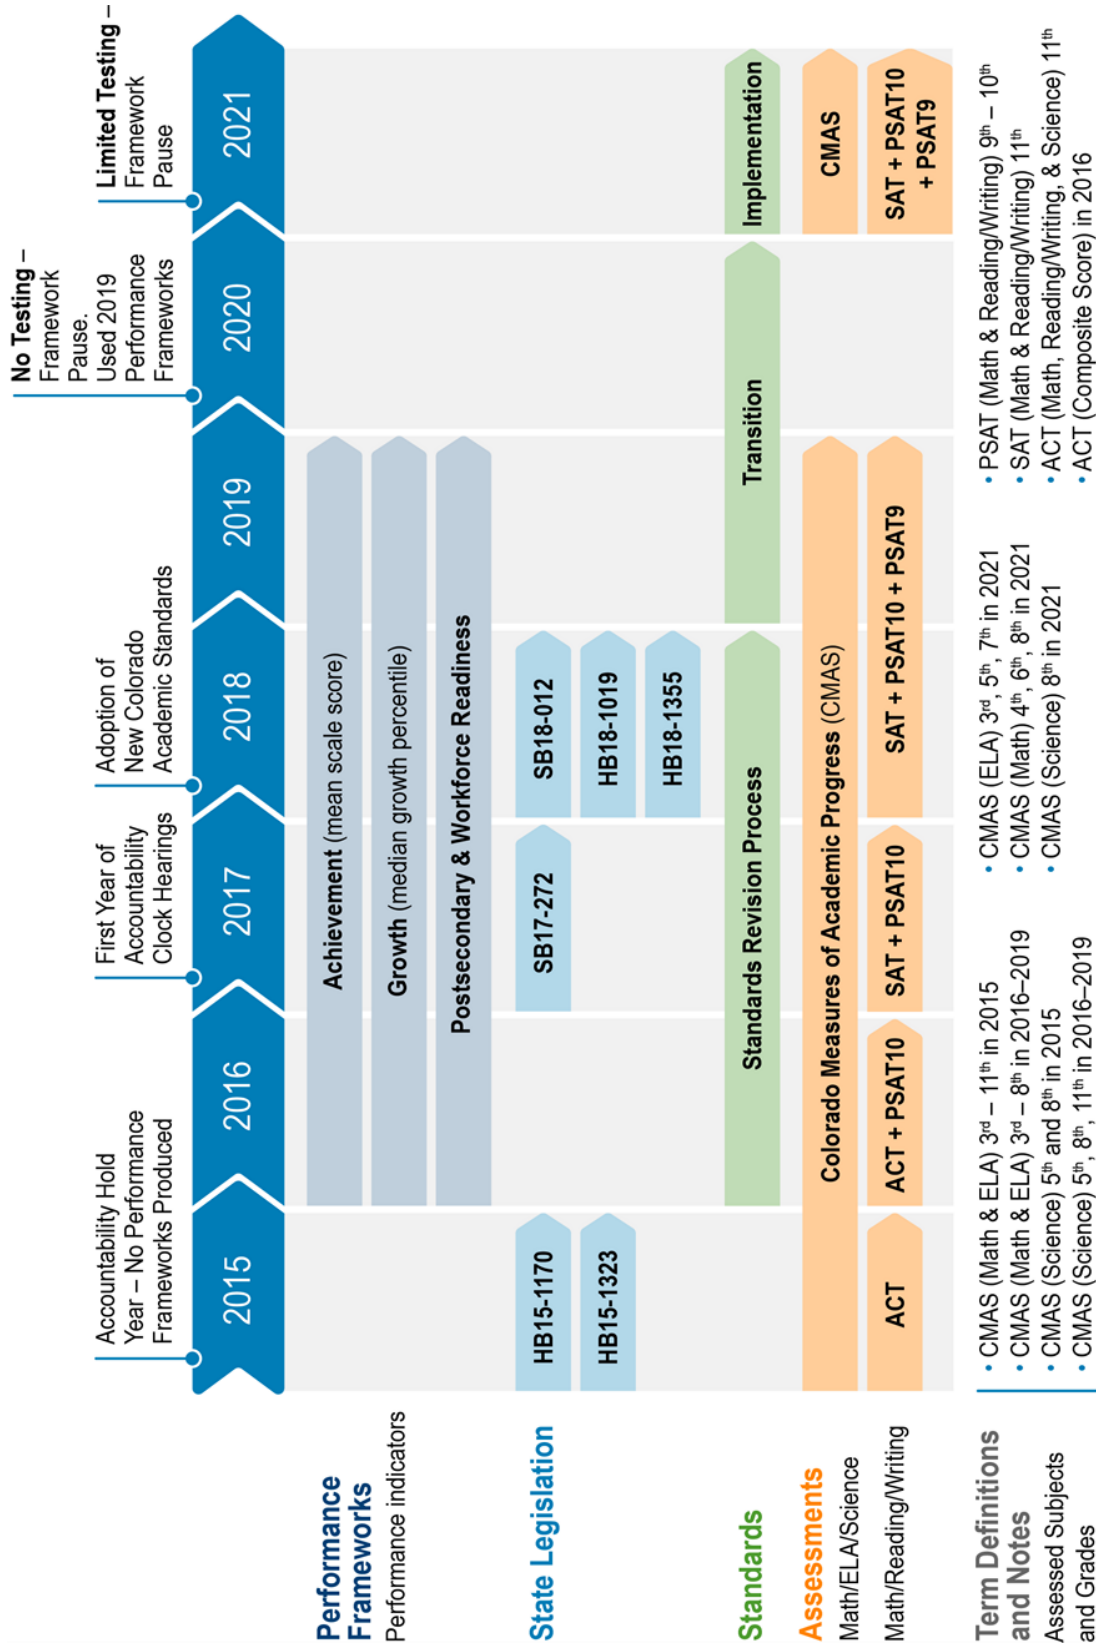 Accountability Hold
Year – No Performance
Frameworks Produced
First Year of
Accountability
Clock Hearings
Adoption of
New Colorado
Academic Standards
No Testing –
Framework
Pause.
Used 2019
Performance
Frameworks
Limited Testing –
Framework
Pause
2015
2016
2017
2018
2019
2020
2021
Performance
Frameworks
Performance indicators
Achievement (mean scale score)
Growth (median growth percentile)
Postsecondary & Workforce Readiness
State Legislation
HB15-1170
HB15-1323
SB17-272
SB18-012
HB18-1019
HB18-1355
Standards
Standards Revision Process
Transition
Implementation
Assessments
Math/ELA/Science
Colorado Measures of Academic Progress (CMAS)
CMAS
Math/Reading/Writing
ACT
ACT + PSAT10
SAT + PSAT10
SAT + PSAT10 + PSAT9
SAT + PSAT10
+ PSAT9
Term Definitions
and Notes
Assessed Subjects
and Grades
• CMAS (Math & ELA) 3rd – 11th in 2015
• CMAS (Math & ELA) 3rd – 8th in 2016–2019
• CMAS (Science) 5th and 8th in 2015
• CMAS (Science) 5th, 8th, 11th in 2016–2019
• CMAS (ELA) 3rd, 5th, 7th in 2021
• CMAS (Math) 4th, 6th, 8th in 2021
• CMAS (Science) 8th in 2021
• PSAT (Math & Reading/Writing) 9th – 10th
• SAT (Math & Reading/Writing) 11th
• ACT (Math, Reading/Writing, & Science) 11th
• ACT (Composite Score) in 2016